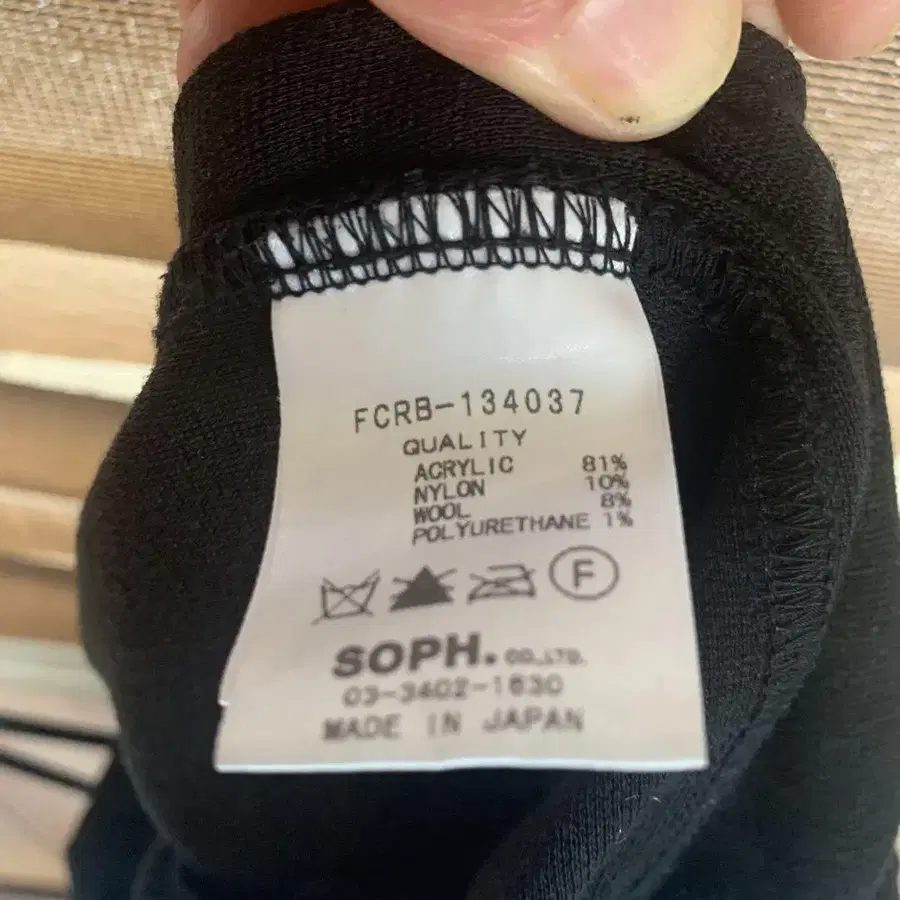 FCRB-134037
QUALITY
ACRYLIC 81%
NYLON 10%
WOOL 8%
POLYURETHANE 1%
F
SOPH. CO.,LTD.
03-3402-1830
MADE IN JAPAN